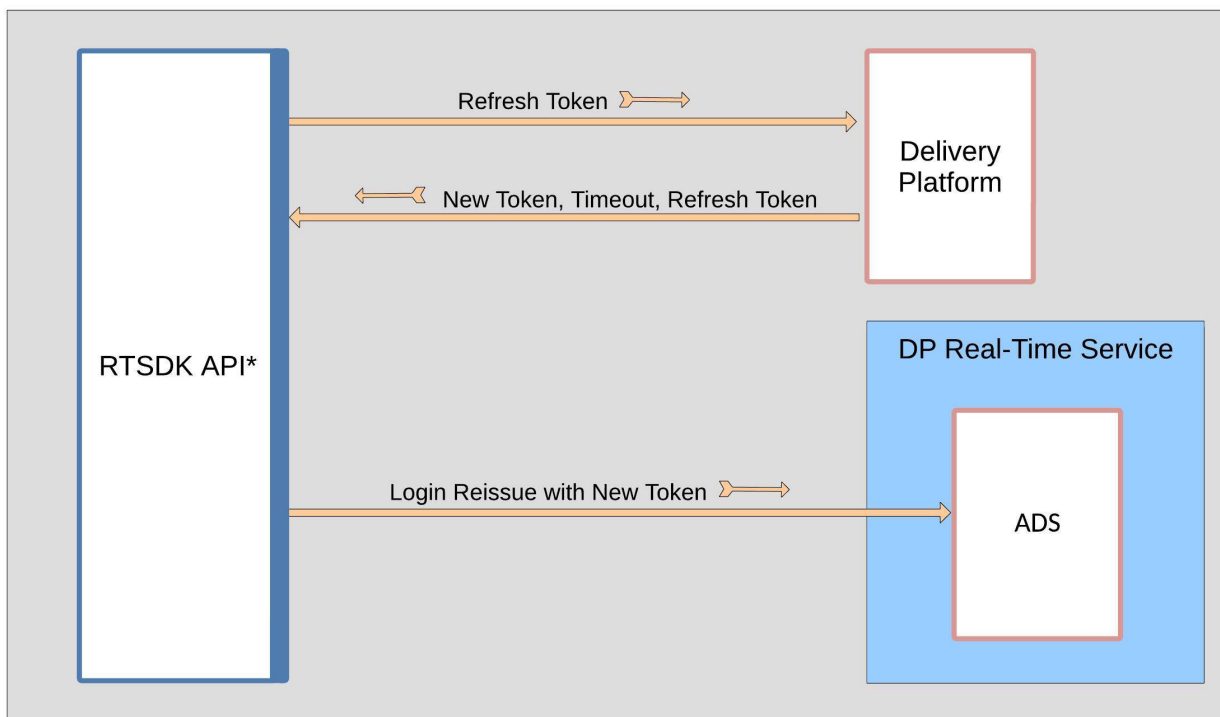 Refresh Token
Delivery
Platform
New Token, Timeout, Refresh Token
DP Real-Time Service
RTSDK API*
Login Reissue with New Token
ADS